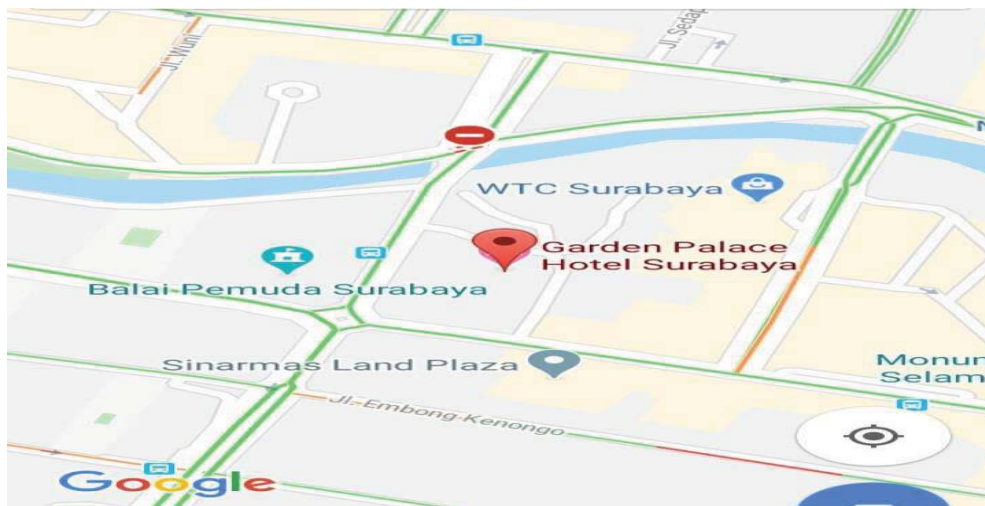 Jl. Wuni
Jl. Sedap
N
WTC Surabaya
Garden Palace
Hotel Surabaya
Balai Pemuda Surabaya
Sinarmas Land Plaza
Monun
Selam
Jl. Embong Kenongo
Google